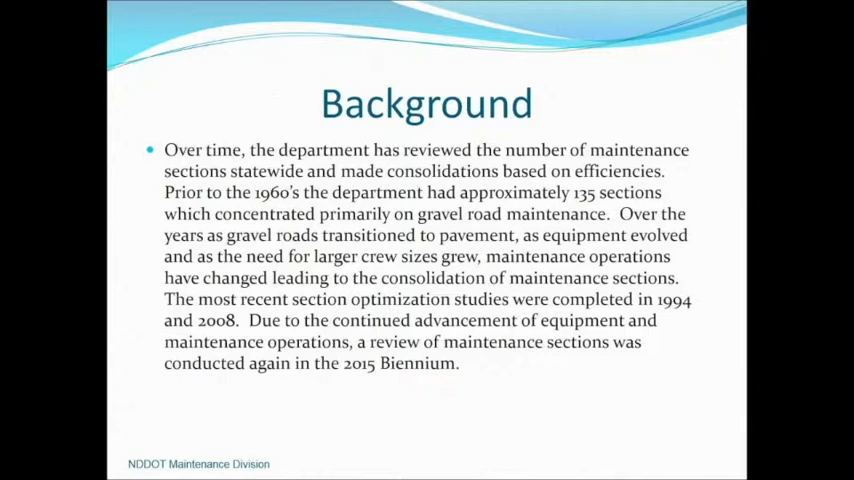 Background
Over time, the department has reviewed the number of maintenance
sections statewide and made consolidations based on efficiencies.
Prior to the 1960's the department had approximately 135 sections
which concentrated primarily on gravel road maintenance.  Over the
years as gravel roads transitioned to pavement, as equipment evolved
and as the need for larger crew sizes grew, maintenance operations
have changed leading to the consolidation of maintenance sections.
The most recent section optimization studies were completed in 1994
and 2008.  Due to the continued advancement of equipment and
maintenance operations, a review of maintenance sections was
conducted again in the 2015 Biennium.
NDDOT Maintenance Division